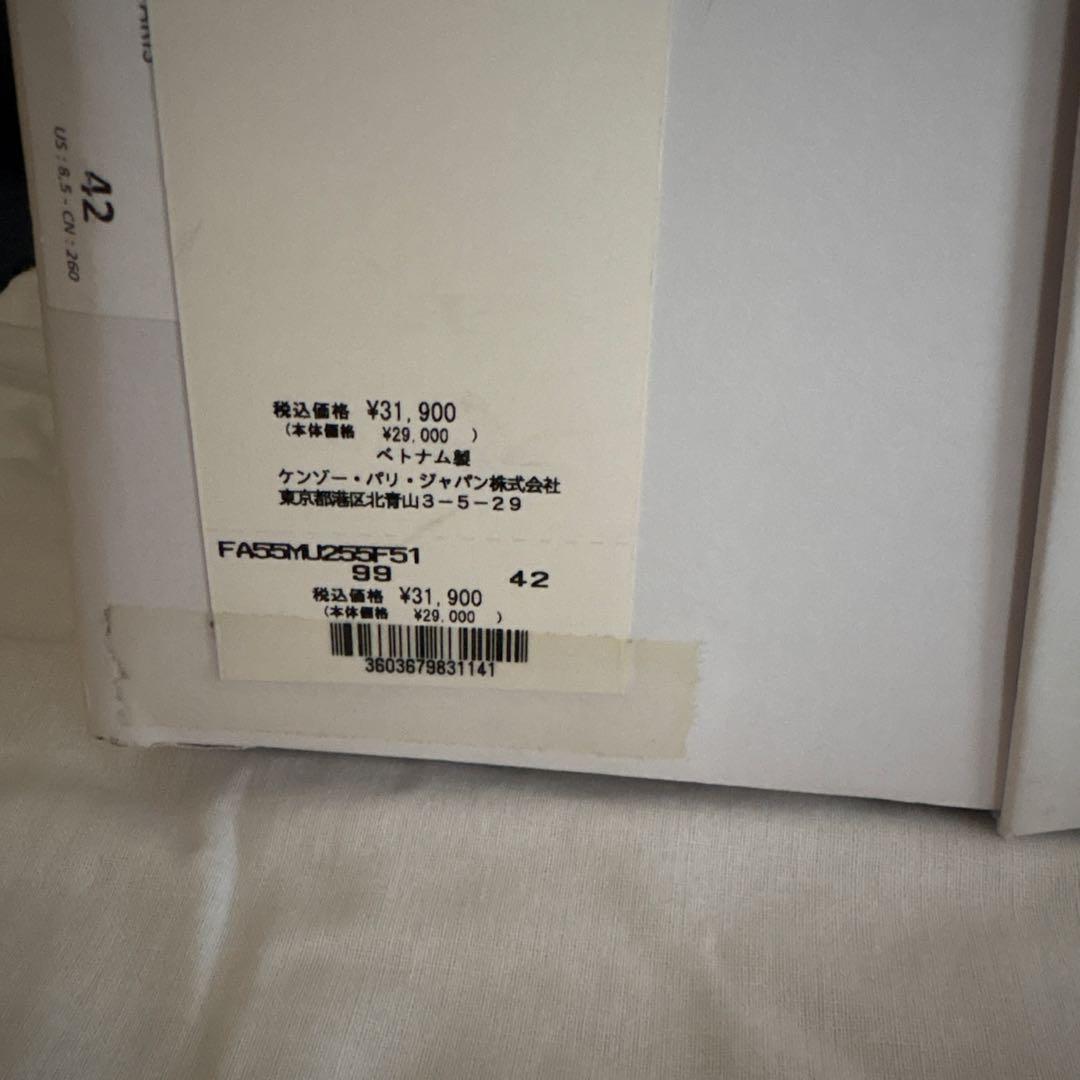 42
US : 8.5 - CN : 260
税込価格 ¥31,900
(本体価格 ¥29,000 )
ベトナム製
ケンゾー・パリ・ジャパン株式会社
東京都港区北青山3-5-29
FA55MU255F51
99 42
税込価格 ¥31,900
(本体価格 ¥29,000 )
3603679831141